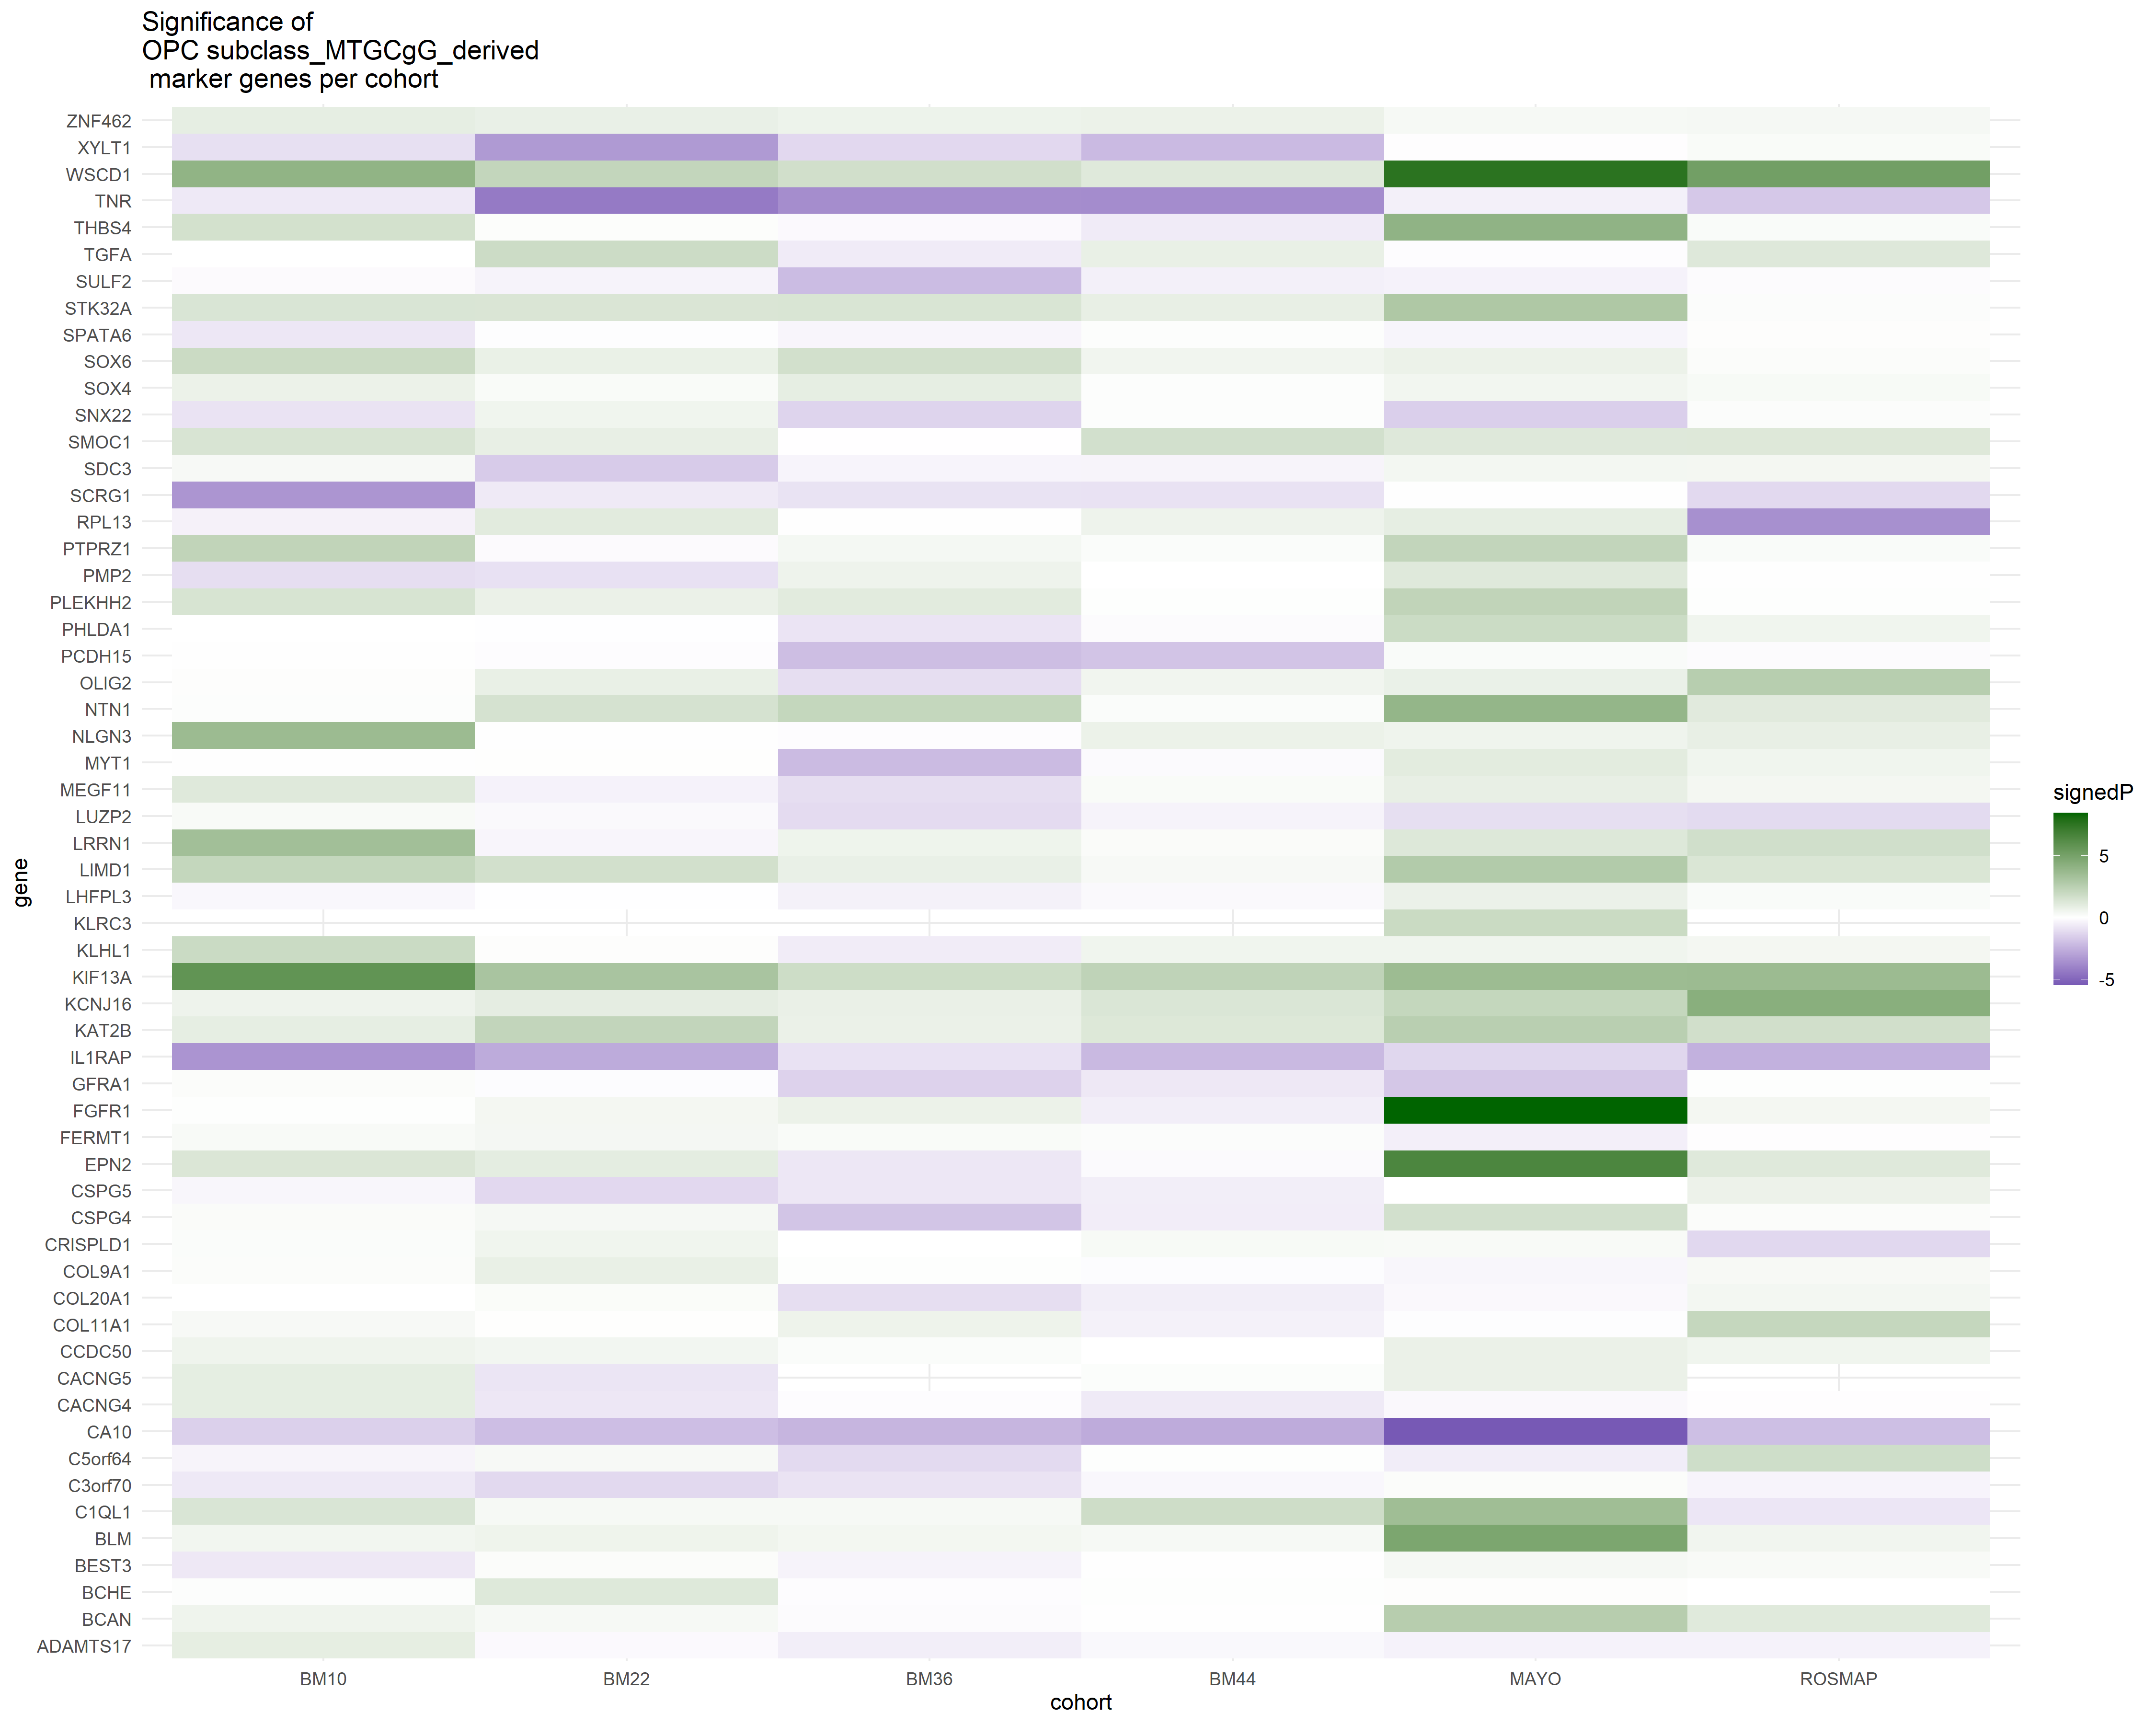 Significance of
OPC subclass_MTGCgG_derived
marker genes per cohort
ZNF462
XYLT1
WSCD1
TNR
THBS4
TGFA
SULF2
STK32A
SPATA6
SOX6
SOX4
SNX22
SMOC1
SDC3
SCRG1
RPL13
PTPRZ1
PMP2
PLEKHH2
PHLDA1
PCDH15
OLIG2
NTN1
NLGN3
MYT1
MEGF11
LUZP2
LRRN1
LIMD1
LHFPL3
KLRC3
KLHL1
KIF13A
KCNJ16
KAT2B
IL1RAP
GFRA1
FGFR1
FERMT1
EPN2
CSPG5
CSPG4
CRISPLD1
COL9A1
COL20A1
COL11A1
CCDC50
CACNG5
CACNG4
CA10
C5orf64
C3orf70
C1QL1
BLM
BEST3
BCHE
BCAN
ADAMTS17
gene
BM10 BM22 BM36 BM44 MAYO ROSMAP
cohort
signedP
5
0
-5